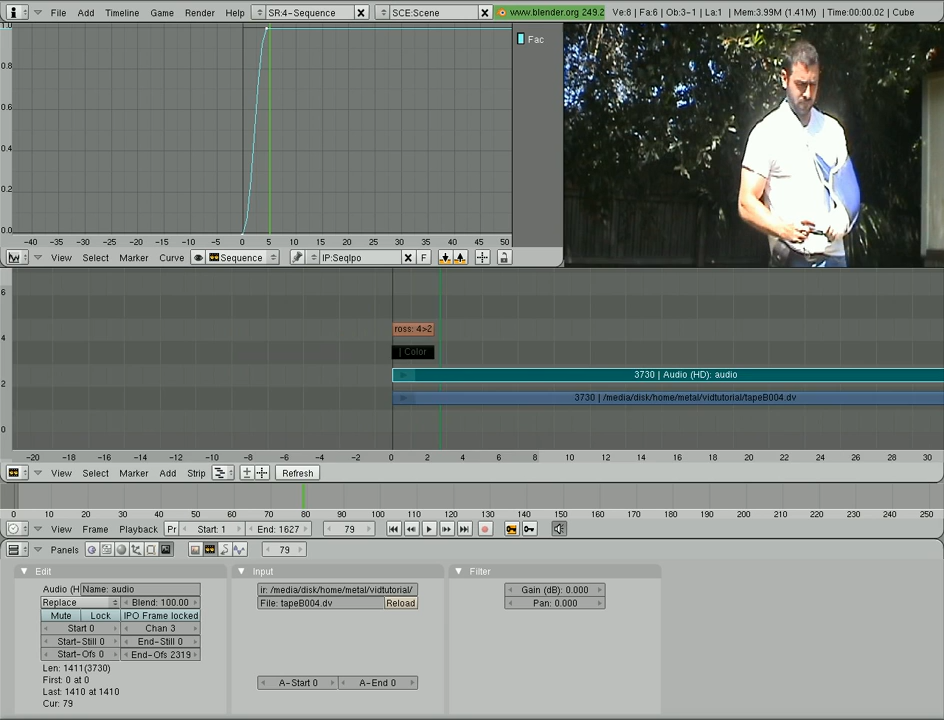 File Add Timeline Game Render Help SR:4-Sequence SCE:Scene www.blender.org 249.2 Ve:8 | Fa:6 | Ob:3-1 | La:1 | Mem:3.99M (1.41M) | Time:00:00.02 | Cube
1.0
0.8
0.6
0.4
0.2
0.0
Fac
-40 -35 -30 -25 -20 -15 -10 -5 0 5 10 15 20 25 30 35 40 45 50
View Select Marker Curve Sequence IP:SeqIpo F
6
4
2
0
ross: 4>2
| Color
3730 | Audio (HD): audio
3730 | /media/disk/home/metal/vidtutorial/tapeB004.dv
-20 -18 -16 -14 -12 -10 -8 -6 -4 -2 0 2 4 6 8 10 12 14 16 18 20 22 24 26 28 30
View Select Marker Add Strip Refresh
0 10 20 30 40 50 60 70 80 90 100 110 120 130 140 150 160 170 180 190 200 210 220 230 240 250
View Frame Playback Pr Start: 1 End: 1627 79
Panels 79
Edit
Audio (H Name: audio
Replace Blend: 100.00
Mute Lock IPO Frame locked
Start 0 Chan 3
Start-Still 0 End-Still 0
Start-Ofs 0 End-Ofs 2319
Len: 1411(3730)
First: 0 at 0
Last: 1410 at 1410
Cur: 79
Input
ir: /media/disk/home/metal/vidtutorial/
File: tapeB004.dv Reload
A-Start 0 A-End 0
Filter
Gain (dB): 0.000
Pan: 0.000